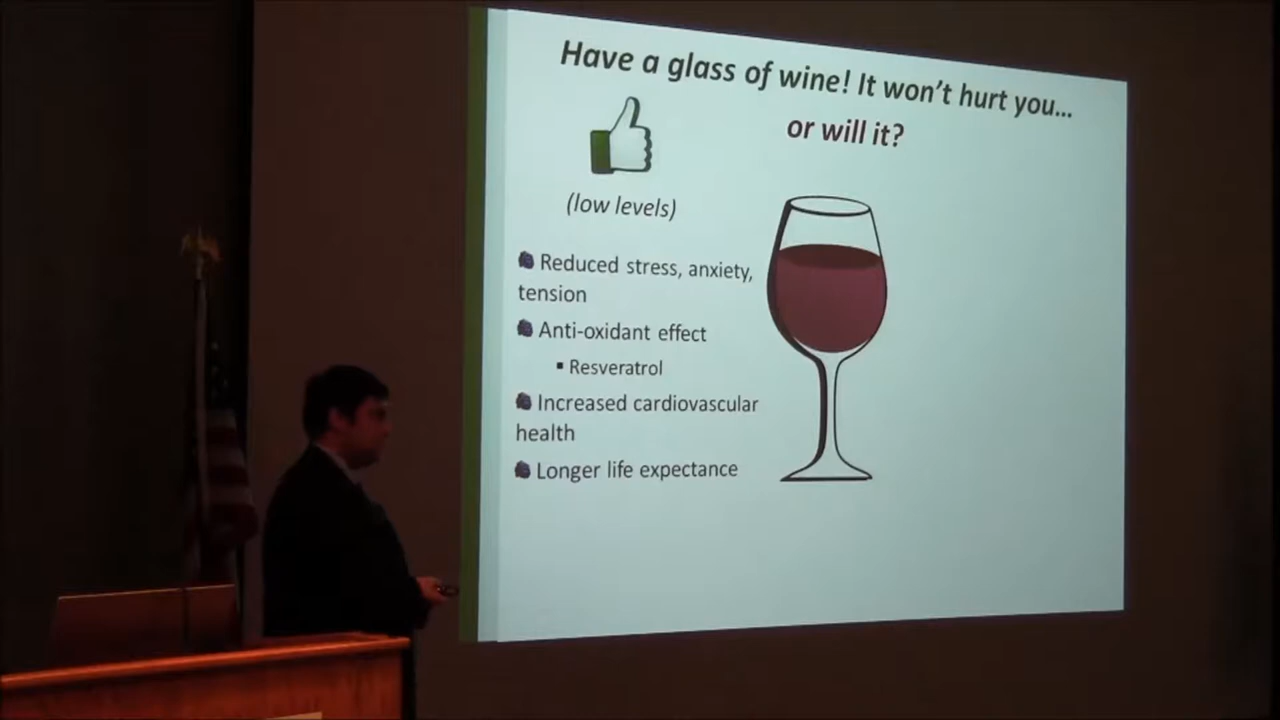 Have a glass of wine! It won't hurt you...
or will it?
(low levels)
Reduced stress, anxiety,
tension
Anti-oxidant effect
Resveratrol
Increased cardiovascular
health
Longer life expectance